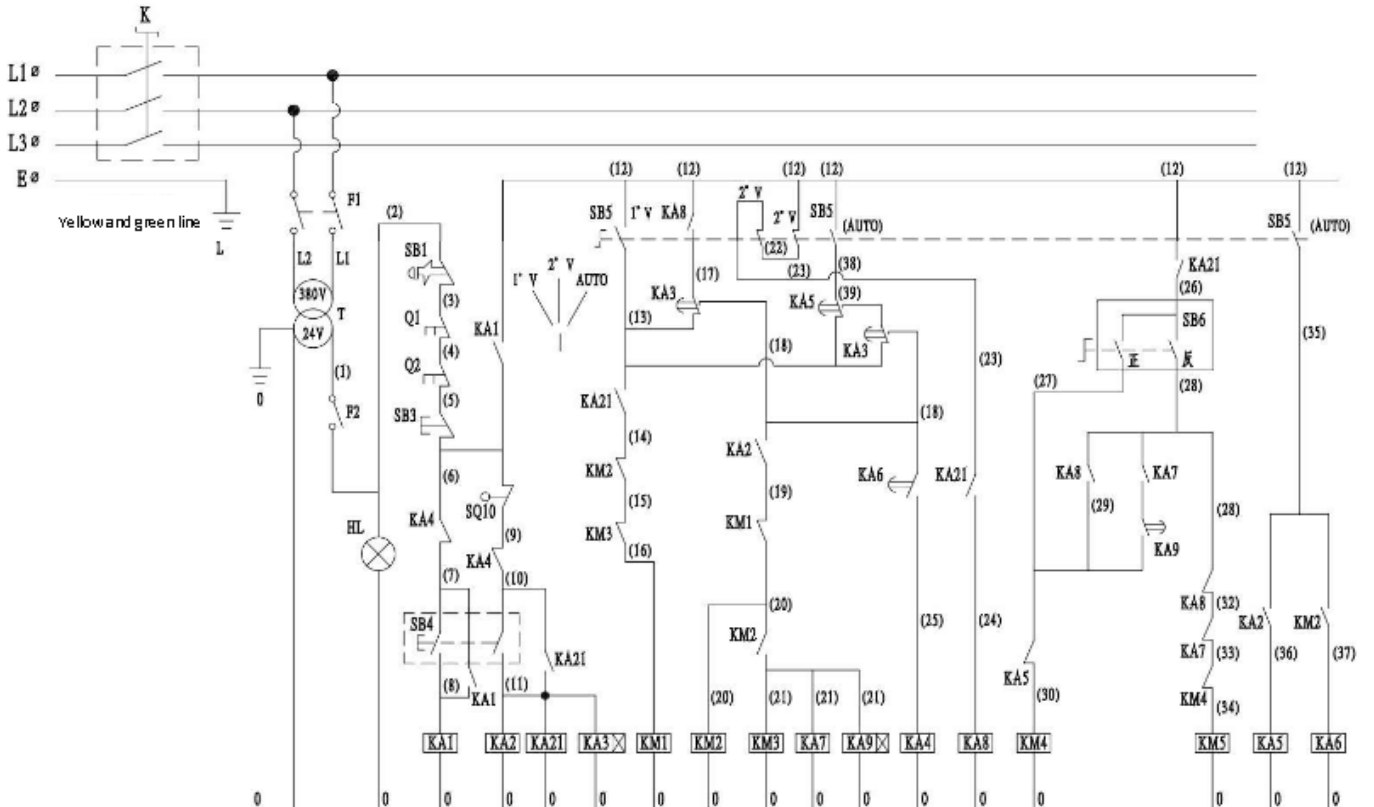 K
L1ø
L2ø
L3ø
Eø
(12) (12) (12) (12) (12) (12)
Yellow and green line
L
F1
(2)
SB5 1° V KA8
2° V
2° V
SB5 (AUTO)
SB5 (AUTO)
L2 L1
SB1
(22)
(23)
(38)
KA21
(26)
380V
24V
T
(3)
1° V 2° V AUTO
(17)
KA3
KA5 (39)
SB6
Q1
(4)
KA1
(13)
(18)
KA3
(23)
正 反
(35)
(1)
Q2
(5)
(27)
(28)
0
F2
SB3
KA21
(14)
(18)
(6)
KM2
KA2
KA6
KA21
KA8
KA7
SQ10
(15)
(19)
(29)
(28)
HL
KA4
(9)
KM3
KM1
KA9
KA4
(16)
(7)
(10)
(20)
(25)
(24)
KA8 (32)
KA2
KM2
SB4
KM2
KA21
KA7 (33)
(36)
(37)
(8)
KA1
(11)
(20)
(21)
(21)
(21)
KA5
(30)
KM4
(34)
KA1 KA2 KA21 KA3 KM1 KM2 KM3 KA7 KA9 KA4 KA8 KM4 KM5 KA5 KA6
0 0 0 0 0 0 0 0 0 0 0 0 0 0 0 0 0